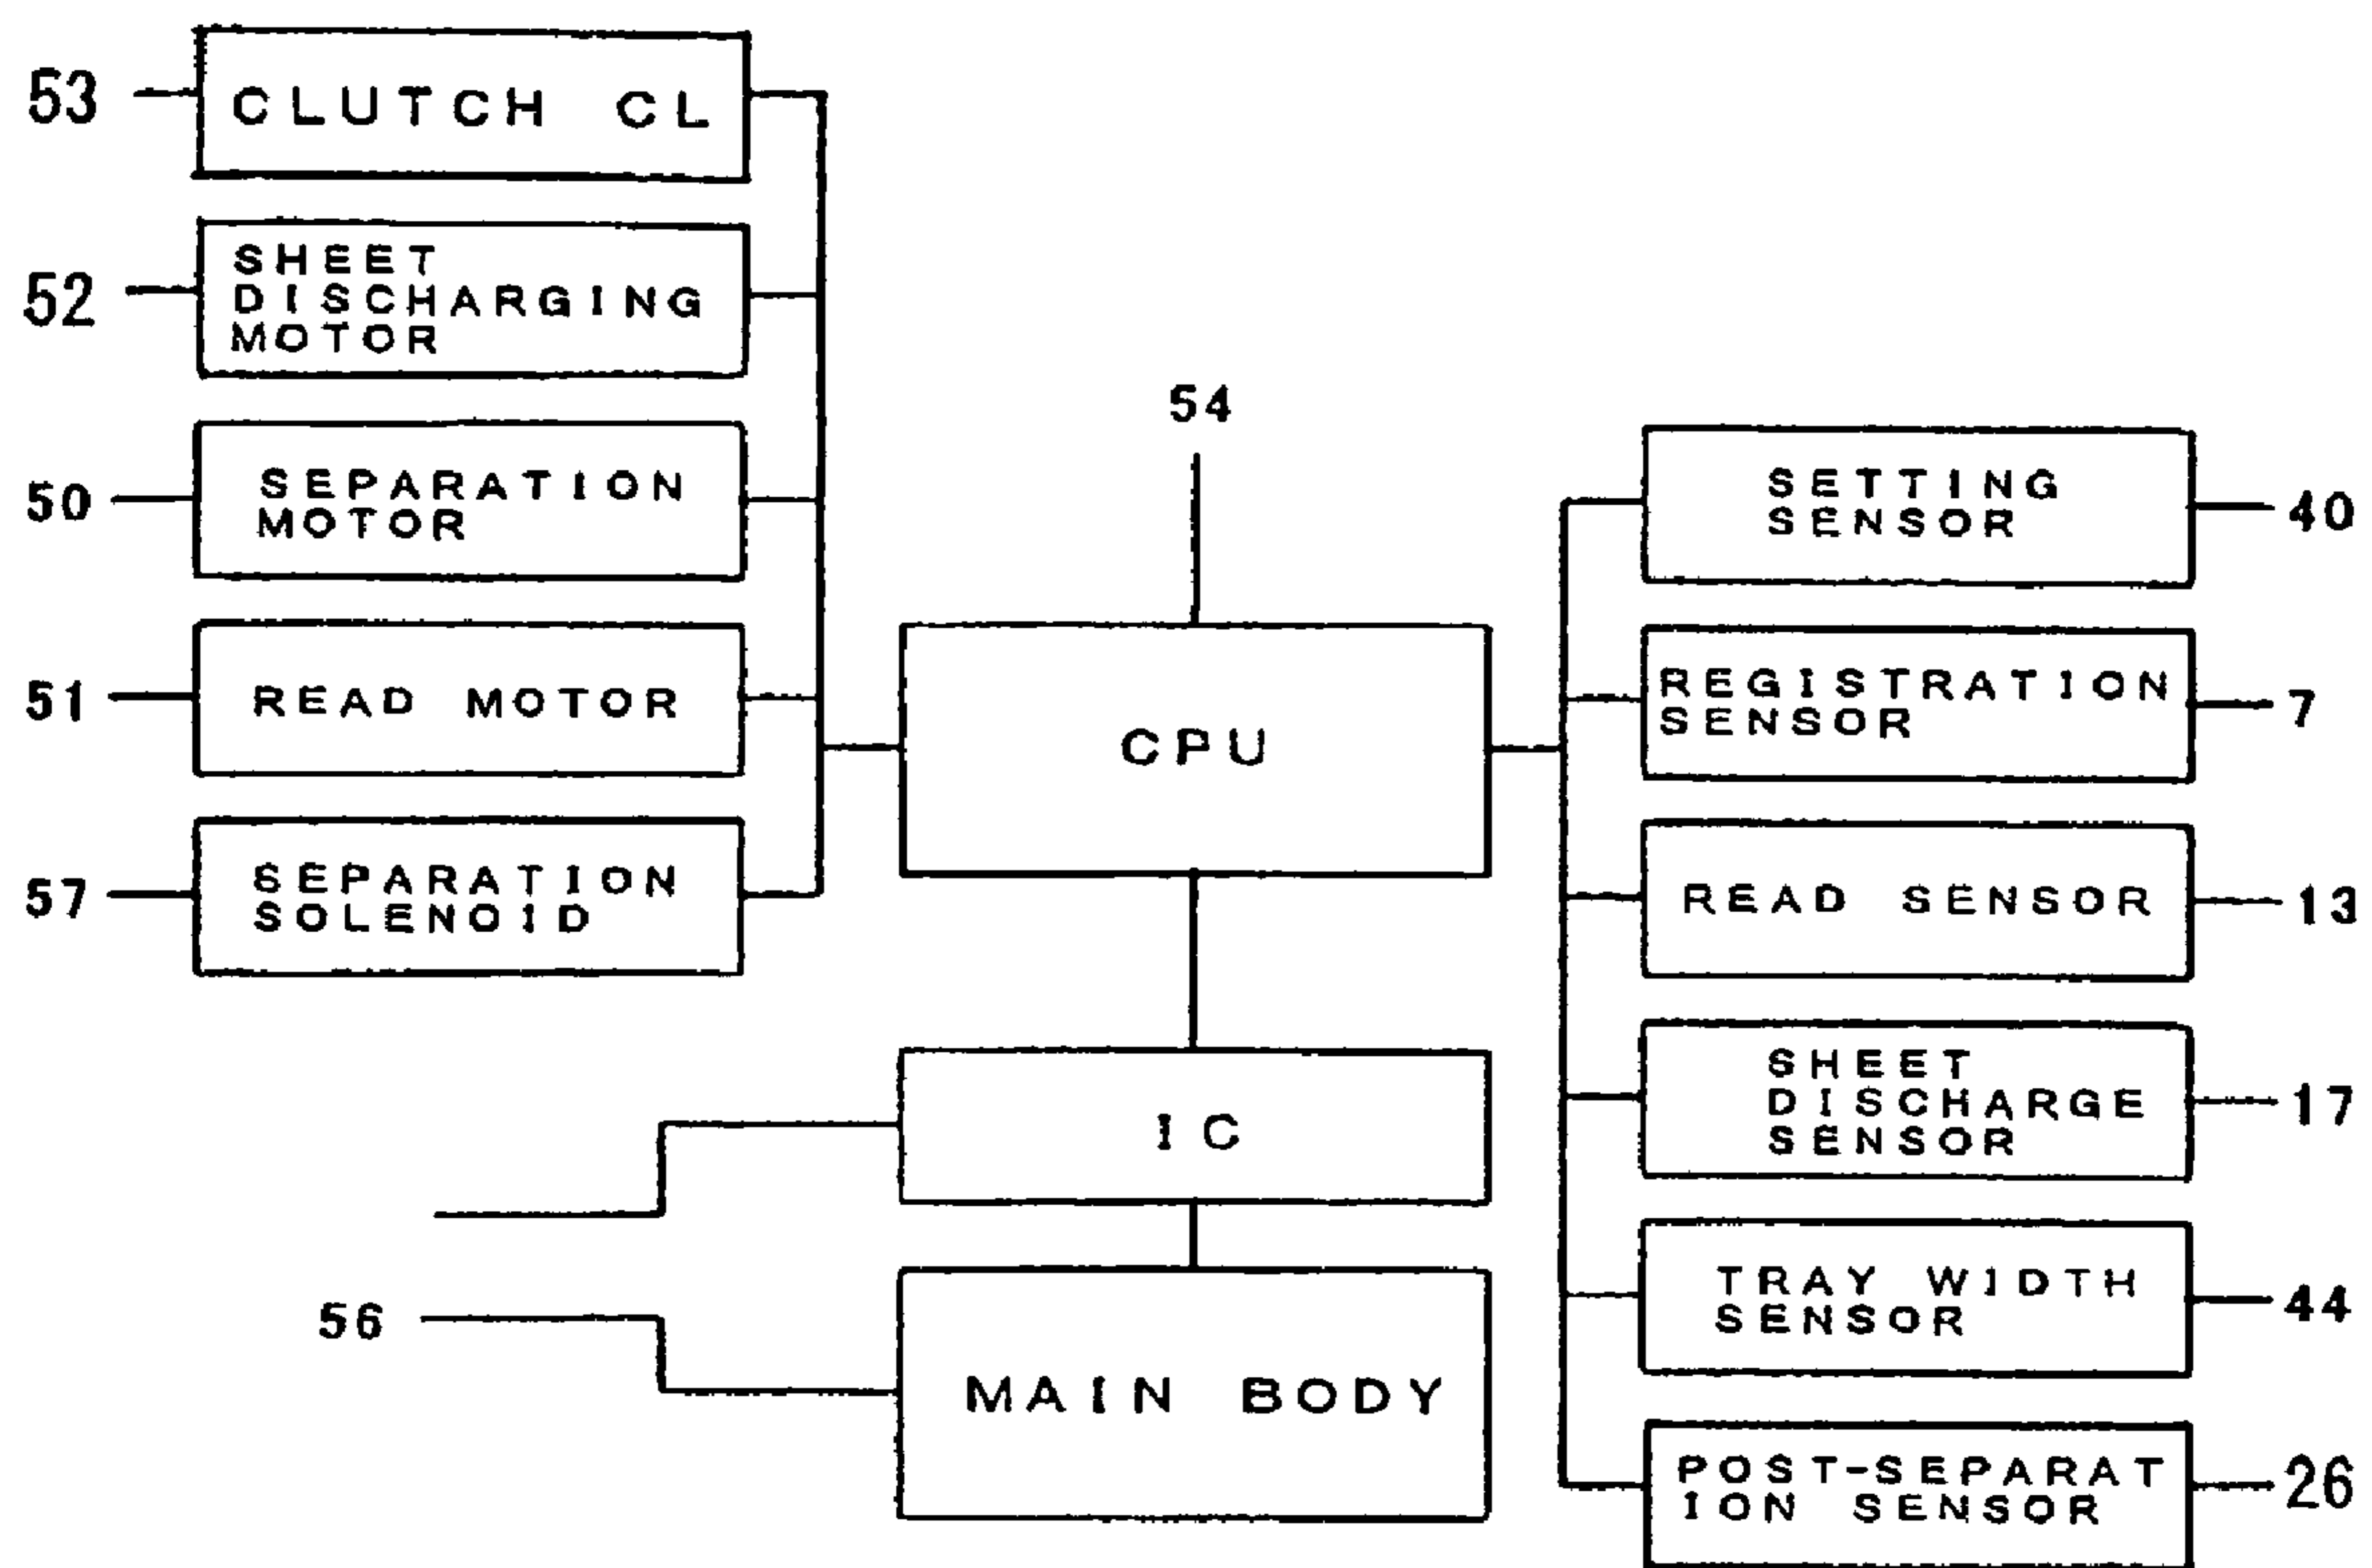 53
CLUTCH CL
52
SHEET
DISCHARGING
MOTOR
50
SEPARATION
MOTOR
51
READ MOTOR
57
SEPARATION
SOLENOID
54
CPU
IC
56
MAIN BODY
SETTING
SENSOR
40
REGISTRATION
SENSOR
7
READ SENSOR
13
SHEET
DISCHARGE
SENSOR
17
TRAY WIDTH
SENSOR
44
POST-SEPARAT
ION SENSOR
26